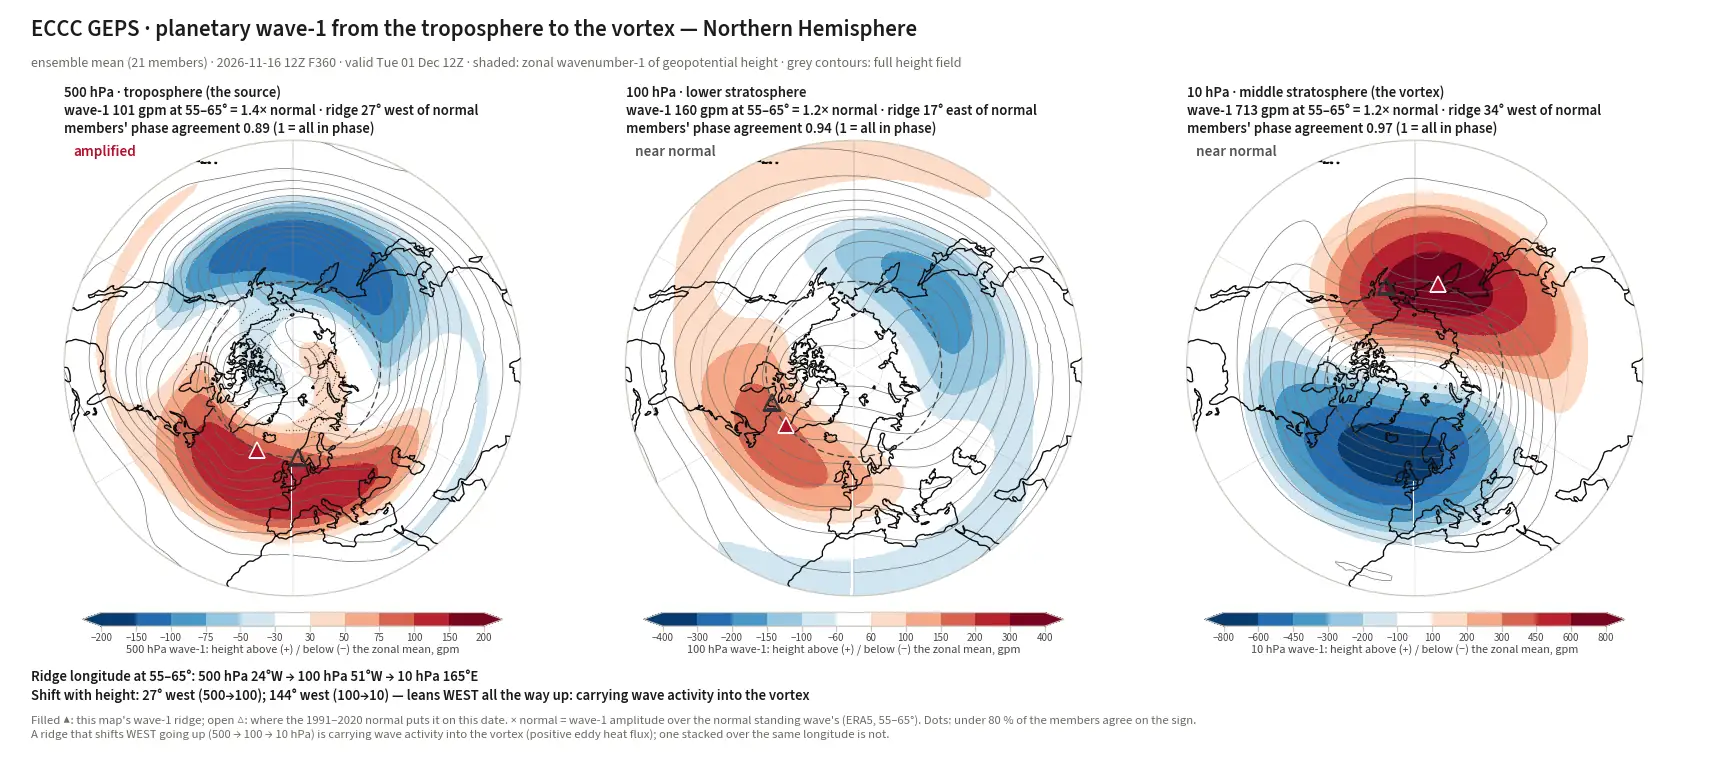 ECCC GEPS · planetary wave-1 from the troposphere to the vortex — Northern Hemisphere
ensemble mean (21 members) · 2026-11-16 12Z F360 · valid Tue 01 Dec 12Z · shaded: zonal wavenumber-1 of geopotential height · grey contours: full height field
500 hPa · troposphere (the source)
wave-1 101 gpm at 55–65° = 1.4× normal · ridge 27° west of normal
members' phase agreement 0.89 (1 = all in phase)
amplified
100 hPa · lower stratosphere
wave-1 160 gpm at 55–65° = 1.2× normal · ridge 17° east of normal
members' phase agreement 0.94 (1 = all in phase)
near normal
10 hPa · middle stratosphere (the vortex)
wave-1 713 gpm at 55–65° = 1.2× normal · ridge 34° west of normal
members' phase agreement 0.97 (1 = all in phase)
near normal
−200 −150 −100 −75 −50 −30 30 50 75 100 150 200
500 hPa wave-1: height above (+) / below (−) the zonal mean, gpm
−400 −300 −200 −150 −100 −60 60 100 150 200 300 400
100 hPa wave-1: height above (+) / below (−) the zonal mean, gpm
−800 −600 −450 −300 −200 −100 100 200 300 450 600 800
10 hPa wave-1: height above (+) / below (−) the zonal mean, gpm
Ridge longitude at 55–65°: 500 hPa 24°W → 100 hPa 51°W → 10 hPa 165°E
Shift with height: 27° west (500→100); 144° west (100→10) — leans WEST all the way up: carrying wave activity into the vortex
Filled ▲: this map's wave-1 ridge; open △: where the 1991–2020 normal puts it on this date. × normal = wave-1 amplitude over the normal standing wave's (ERA5, 55–65°). Dots: under 80 % of the members agree on the sign.
A ridge that shifts WEST going up (500 → 100 → 10 hPa) is carrying wave activity into the vortex (positive eddy heat flux); one stacked over the same longitude is not.